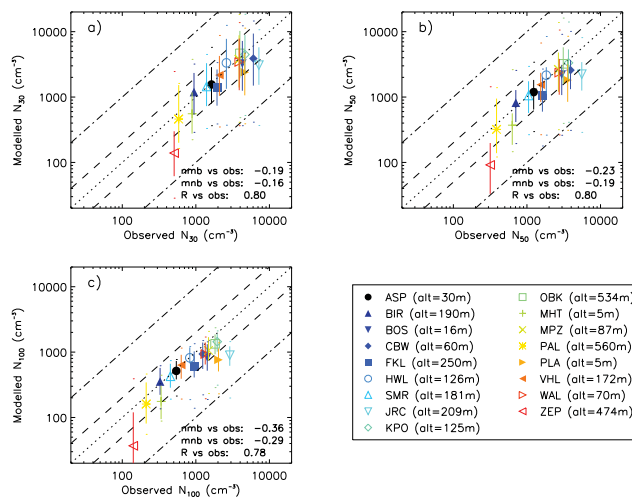 a)
10000
1000
100
Modelled N30 (cm⁻³)
nmb vs obs: −0.19
mnb vs obs: −0.16
R vs obs: 0.80
100 1000 10000
Observed N30 (cm⁻³)
b)
10000
1000
100
Modelled N50 (cm⁻³)
nmb vs obs: −0.23
mnb vs obs: −0.19
R vs obs: 0.80
100 1000 10000
Observed N50 (cm⁻³)
c)
10000
1000
100
Modelled N100 (cm⁻³)
nmb vs obs: −0.36
mnb vs obs: −0.29
R vs obs: 0.78
100 1000 10000
Observed N100 (cm⁻³)
ASP (alt=30m)
BIR (alt=190m)
BOS (alt=16m)
CBW (alt=60m)
FKL (alt=250m)
HWL (alt=126m)
SMR (alt=181m)
JRC (alt=209m)
KPO (alt=125m)
OBK (alt=534m)
MHT (alt=5m)
MPZ (alt=87m)
PAL (alt=560m)
PLA (alt=5m)
VHL (alt=172m)
WAL (alt=70m)
ZEP (alt=474m)